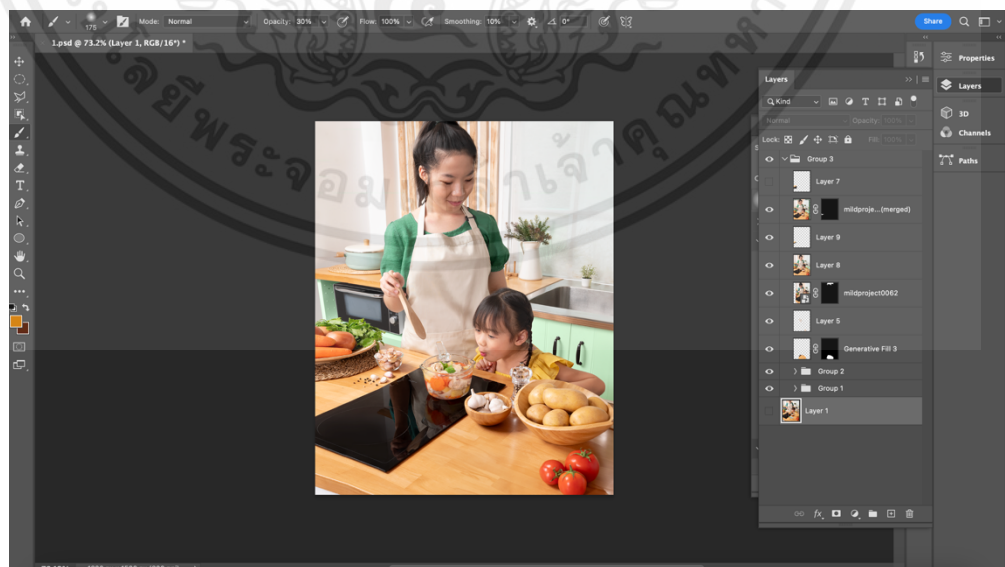 175
Mode: Normal
Opacity: 30%
Flow: 100%
Smoothing: 10%
0°
Share
1.psd @ 73.2% (Layer 1, RGB/16*) *
Properties
Layers
3D
Channels
Paths
Layers
Kind
Normal
Opacity: 100%
Lock:
Fill: 100%
Group 3
Layer 7
mildproje...(merged)
Layer 9
Layer 8
mildproject0062
Layer 5
Generative Fill 3
Group 2
Group 1
Layer 1